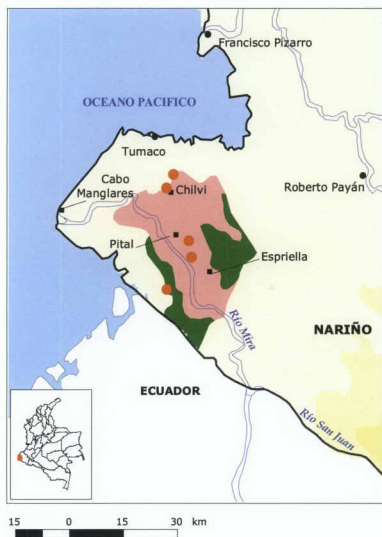 Francisco Pizarro
OCEANO PACIFICO
Tumaco
Cabo
Manglares
Chilvi
Roberto Payán
Pital
Espriella
Río Mira
NARIÑO
ECUADOR
Río San Juan
15 0 15 30 km